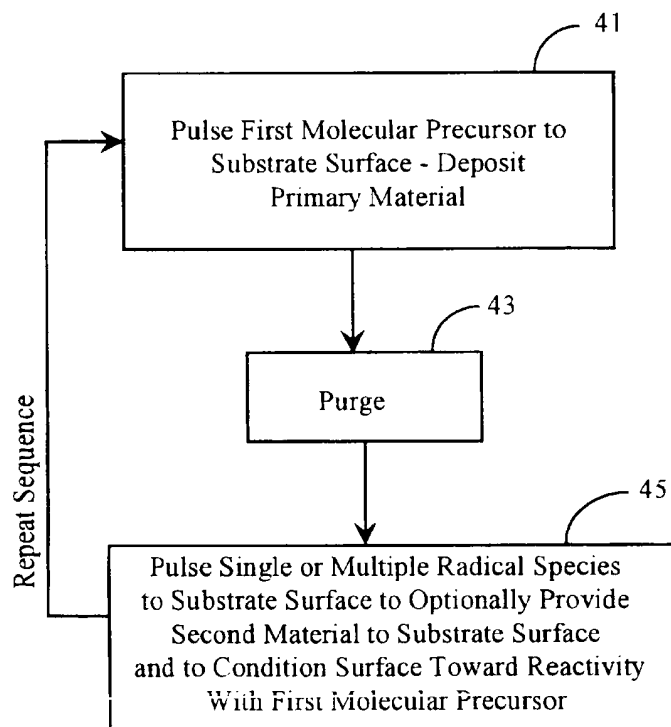 41
Pulse First Molecular Precursor to
Substrate Surface - Deposit
Primary Material
43
Purge
45
Pulse Single or Multiple Radical Species
to Substrate Surface to Optionally Provide
Second Material to Substrate Surface
and to Condition Surface Toward Reactivity
With First Molecular Precursor
Repeat Sequence